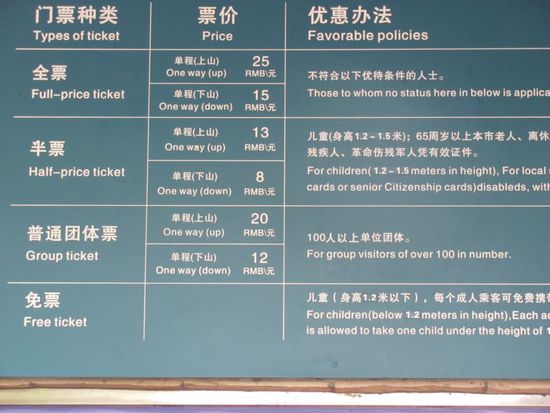 门票种类 票价 优惠办法
Types of ticket Price Favorable policies
全票
Full-price ticket
单程(上山) 25
One way (up) RMB\元
单程(下山) 15
One way (down) RMB\元
不符合以下优待条件的人士。
Those to whom no status here in below is applica
半票
Half-price ticket
单程(上山) 13
One way (up) RMB\元
单程(下山) 8
One way (down) RMB\元
儿童(身高1.2-1.5米); 65周岁以上本市老人、离休
残疾人、革命伤残军人凭有效证件。
For children( 1.2-1.5 meters in height), For local
cards or senior Citizenship cards)disableds, with
普通团体票
Group ticket
单程(上山) 20
One way (up) RMB\元
单程(下山) 12
One way (down) RMB\元
100人以上单位团体。
For group visitors of over 100 in number.
免票
Free ticket
儿童(身高1.2米以下), 每个成人乘客可免费携
For children(below 1.2 meters in height),Each
is allowed to take one child under the height of